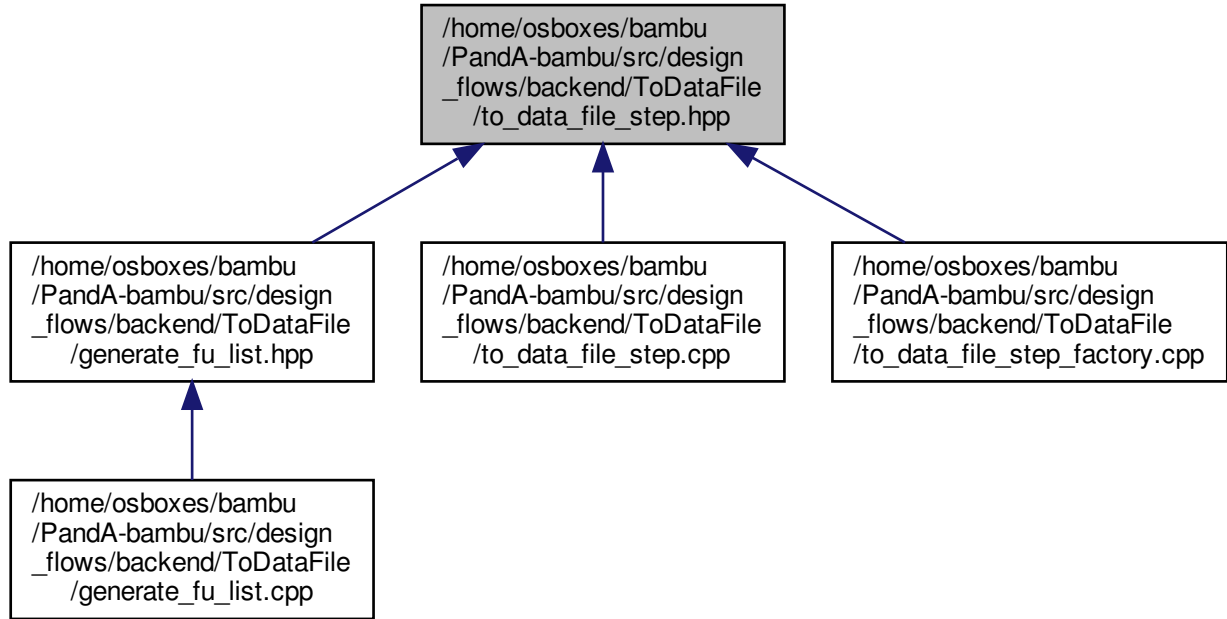 /home/osboxes/bambu
/PandA-bambu/src/design
_flows/backend/ToDataFile
/to_data_file_step.hpp
/home/osboxes/bambu
/PandA-bambu/src/design
_flows/backend/ToDataFile
/generate_fu_list.hpp
/home/osboxes/bambu
/PandA-bambu/src/design
_flows/backend/ToDataFile
/to_data_file_step.cpp
/home/osboxes/bambu
/PandA-bambu/src/design
_flows/backend/ToDataFile
/to_data_file_step_factory.cpp
/home/osboxes/bambu
/PandA-bambu/src/design
_flows/backend/ToDataFile
/generate_fu_list.cpp